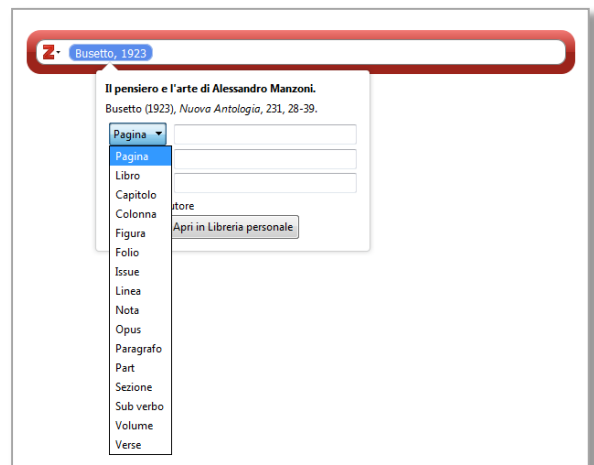 Z Busetto, 1923
Il pensiero e l'arte di Alessandro Manzoni.
Busetto (1923), Nuova Antologia, 231, 28-39.
Pagina
Pagina
Libro
Capitolo
Colonna
utore
Figura
Apri in Libreria personale
Folio
Issue
Linea
Nota
Opus
Paragrafo
Part
Sezione
Sub verbo
Volume
Verse